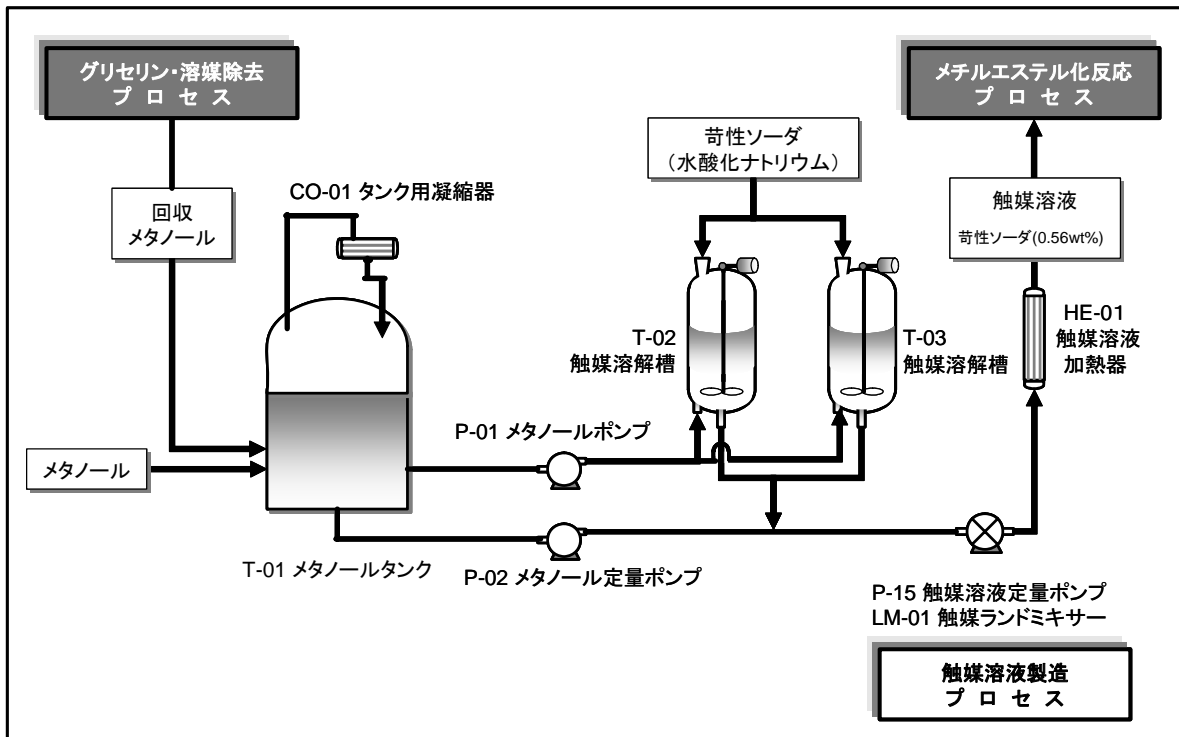 グリセリン・溶媒除去
プロセス
メチルエステル化反応
プロセス
苛性ソーダ
(水酸化ナトリウム)
CO-01 タンク用凝縮器
回収
メタノール
触媒溶液
苛性ソーダ(0.56wt%)
T-02
触媒溶解槽
T-03
触媒溶解槽
HE-01
触媒溶液
加熱器
P-01 メタノールポンプ
メタノール
T-01 メタノールタンク
P-02 メタノール定量ポンプ
P-15 触媒溶液定量ポンプ
LM-01 触媒ランドミキサー
触媒溶液製造
プロセス